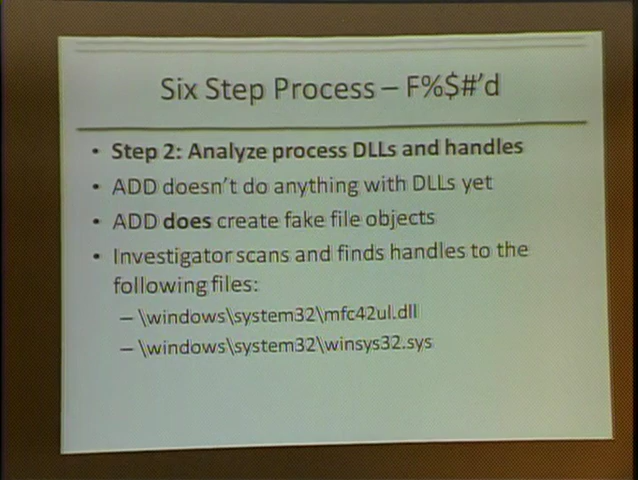 Six Step Process – F%$#'d
• Step 2: Analyze process DLLs and handles
• ADD doesn't do anything with DLLs yet
• ADD does create fake file objects
• Investigator scans and finds handles to the
following files:
– \windows\system32\mfc42ul.dll
– \windows\system32\winsys32.sys